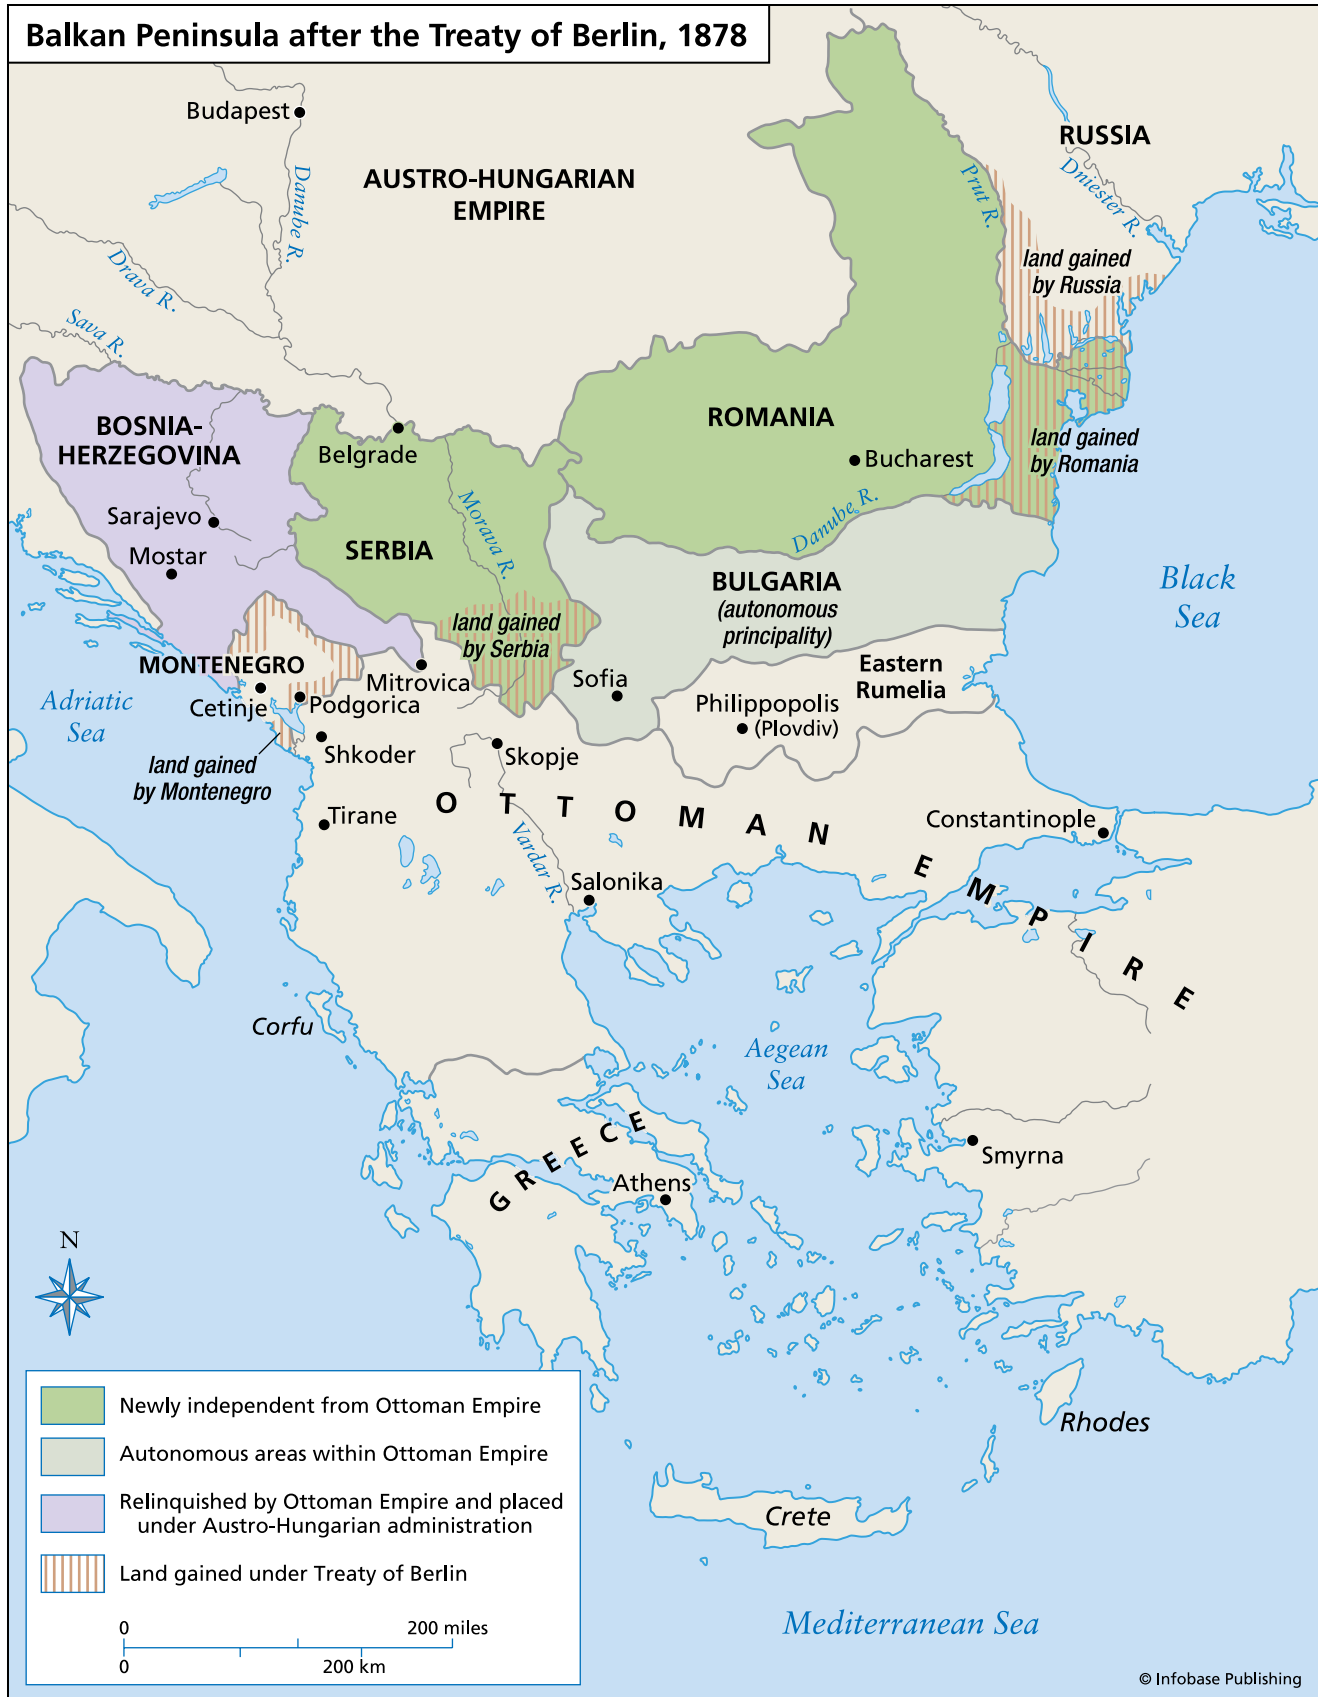 Balkan Peninsula after the Treaty of Berlin, 1878
Budapest
Danube R.
AUSTRO-HUNGARIAN
EMPIRE
RUSSIA
Prut R.
Dniester R.
Drava R.
Sava R.
land gained
by Russia
BOSNIA-
HERZEGOVINA
Belgrade
ROMANIA
Bucharest
land gained
by Romania
Sarajevo
Mostar
SERBIA
Morava R.
Danube R.
BULGARIA
(autonomous
principality)
Black
Sea
land gained
by Serbia
MONTENEGRO
Cetinje
Podgorica
Mitrovica
Sofia
Eastern
Rumelia
Philippopolis
(Plovdiv)
Adriatic
Sea
Shkoder
land gained
by Montenegro
Skopje
Tirane
OTTOMAN EMPIRE
Vardar R.
Constantinople
Salonika
Corfu
Aegean
Sea
GREECE
Athens
Smyrna
N
Rhodes
Crete
Mediterranean Sea
Newly independent from Ottoman Empire
Autonomous areas within Ottoman Empire
Relinquished by Ottoman Empire and placed
under Austro-Hungarian administration
Land gained under Treaty of Berlin
0 200 miles
0 200 km
© Infobase Publishing